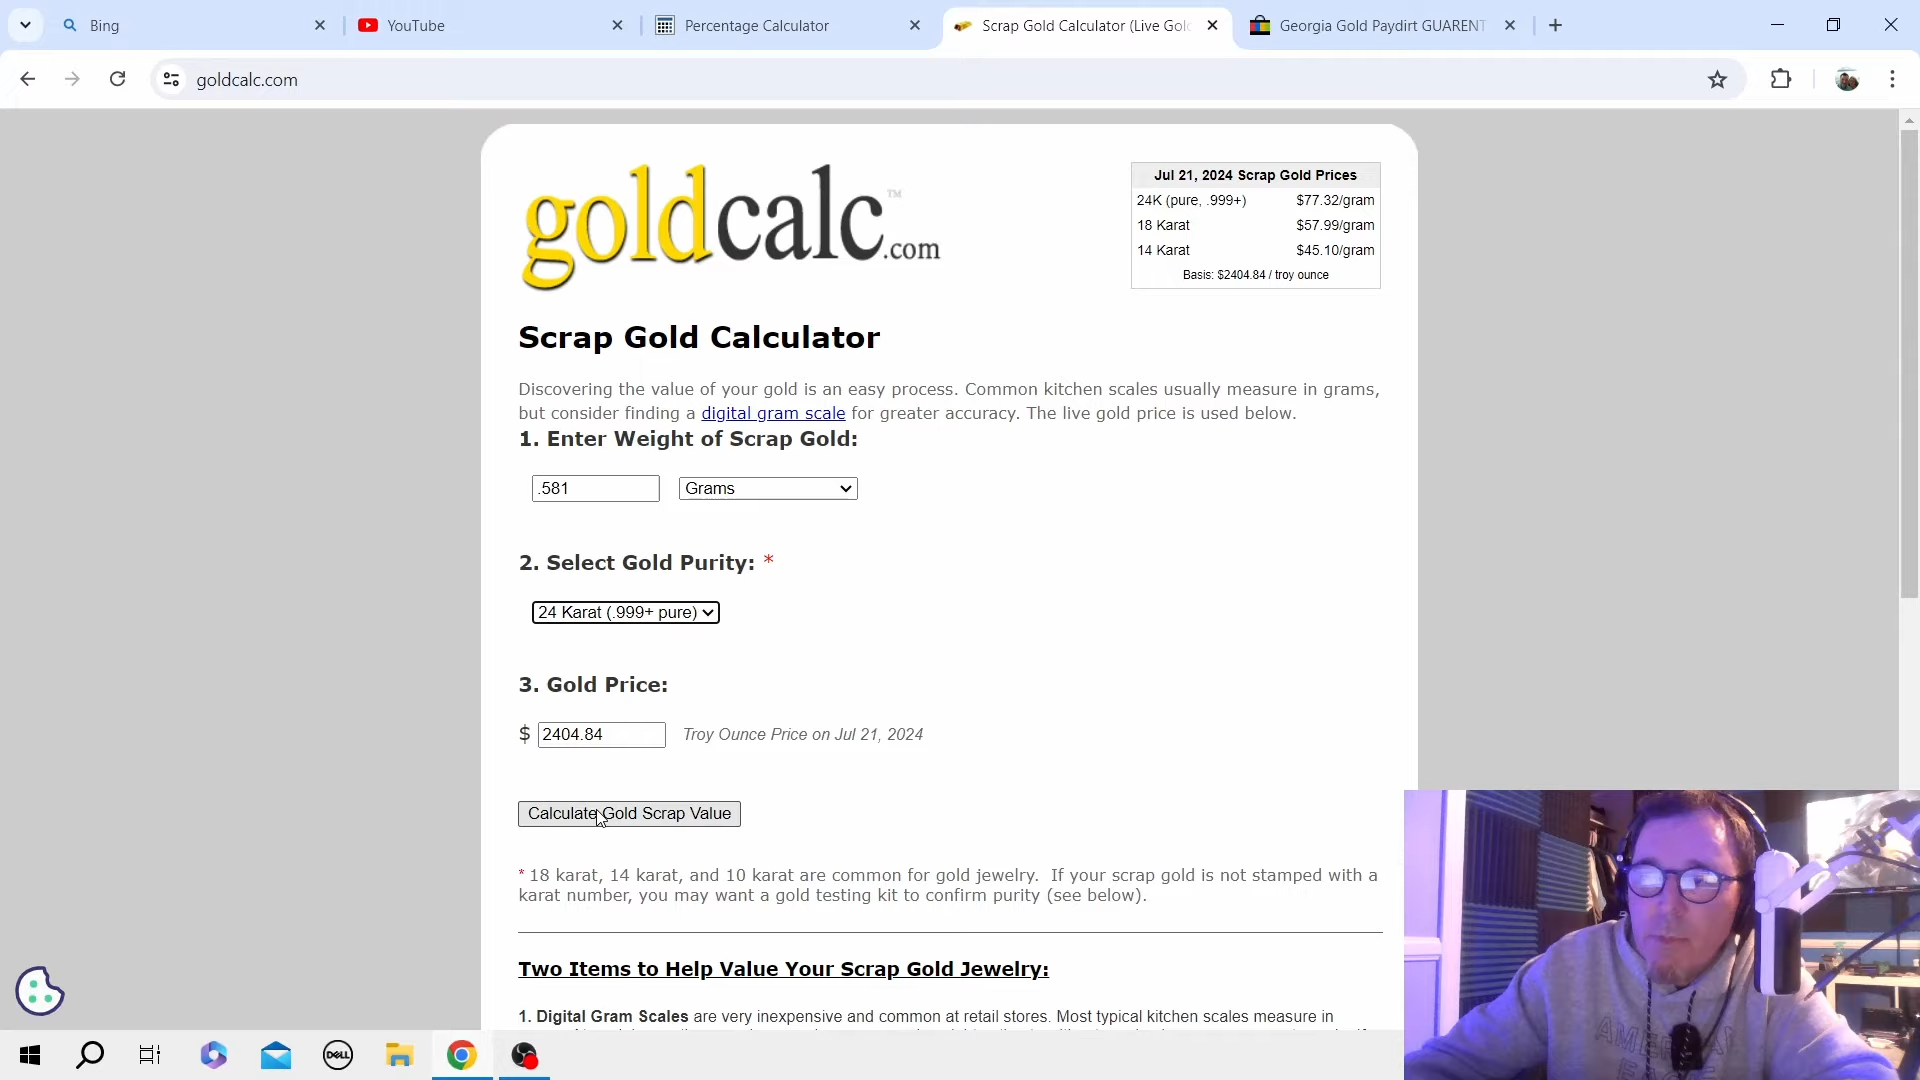 Bing
YouTube
Percentage Calculator
Scrap Gold Calculator (Live Gold
Georgia Gold Paydirt GUARENT
goldcalc.com
goldcalc.com
™
Jul 21, 2024 Scrap Gold Prices
24K (pure, .999+) $77.32/gram
18 Karat $57.99/gram
14 Karat $45.10/gram
Basis: $2404.84 / troy ounce
Scrap Gold Calculator
Discovering the value of your gold is an easy process. Common kitchen scales usually measure in grams,
but consider finding a digital gram scale for greater accuracy. The live gold price is used below.
1. Enter Weight of Scrap Gold:
.581 Grams
2. Select Gold Purity: *
24 Karat (.999+ pure)
3. Gold Price:
$ 2404.84 Troy Ounce Price on Jul 21, 2024
Calculate Gold Scrap Value
* 18 karat, 14 karat, and 10 karat are common for gold jewelry. If your scrap gold is not stamped with a
karat number, you may want a gold testing kit to confirm purity (see below).
Two Items to Help Value Your Scrap Gold Jewelry:
1. Digital Gram Scales are very inexpensive and common at retail stores. Most typical kitchen scales measure in
DELL